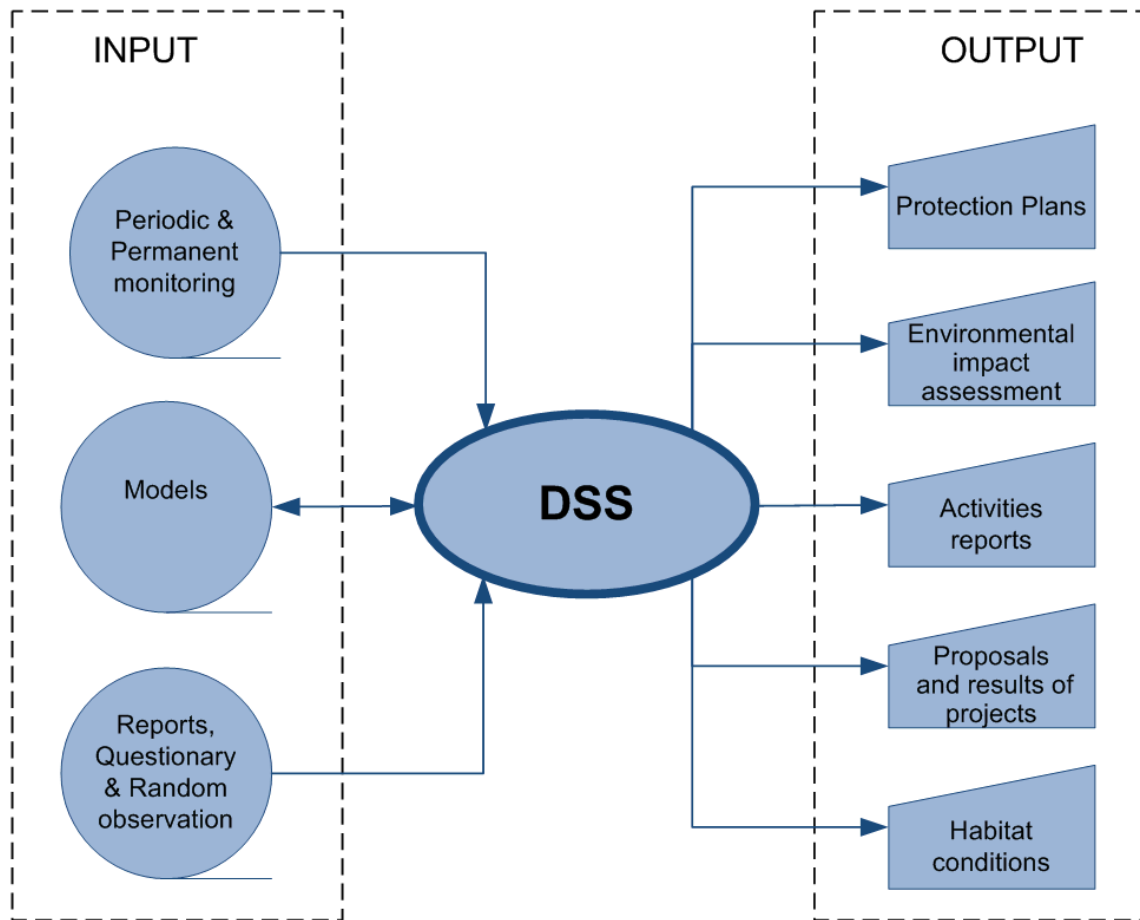 INPUT
Periodic &
Permanent
monitoring
Models
Reports,
Questionary
& Random
observation
DSS
OUTPUT
Protection Plans
Environmental
impact
assessment
Activities
reports
Proposals
and results of
projects
Habitat
conditions